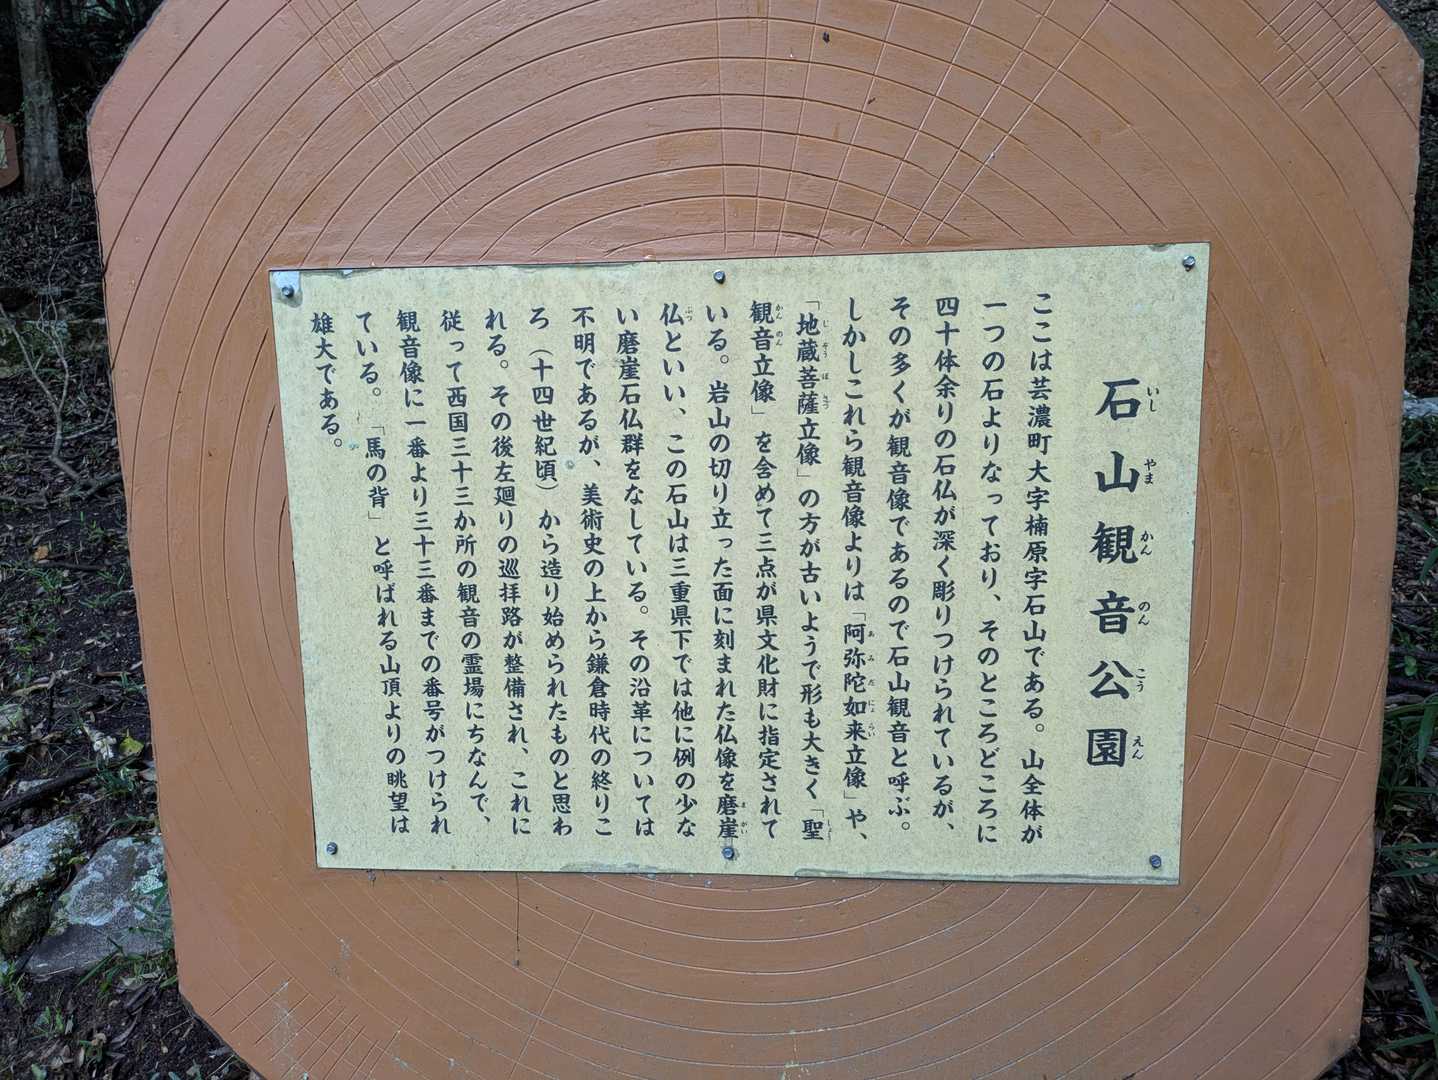 石山観音公園
ここは芸濃町大字楠原字石山である。山全体が
一つの石よりなっており、そのところどころに
四十体余りの石仏が深く彫りつけられているが、
その多くが観音像であるので石山観音と呼ぶ。
しかしこれら観音像よりは「阿弥陀如来立像」や、
「地蔵菩薩立像」の方が古いようで形も大きく「聖
観音立像」を含めて三点が県文化財に指定されて
いる。岩山の切り立った面に刻まれた仏像を磨崖
仏といい、この石山は三重県下では他に例の少な
い磨崖石仏群をなしている。その沿革については
不明であるが、美術史の上から鎌倉時代の終りこ
ろ（十四世紀頃）から造り始められたものと思わ
れる。その後左廻りの巡拝路が整備され、これに
従って西国三十三か所の観音の霊場にちなんで、
観音像に一番より三十三番までの番号がつけられ
ている。「馬の背」と呼ばれる山頂よりの眺望は
雄大である。